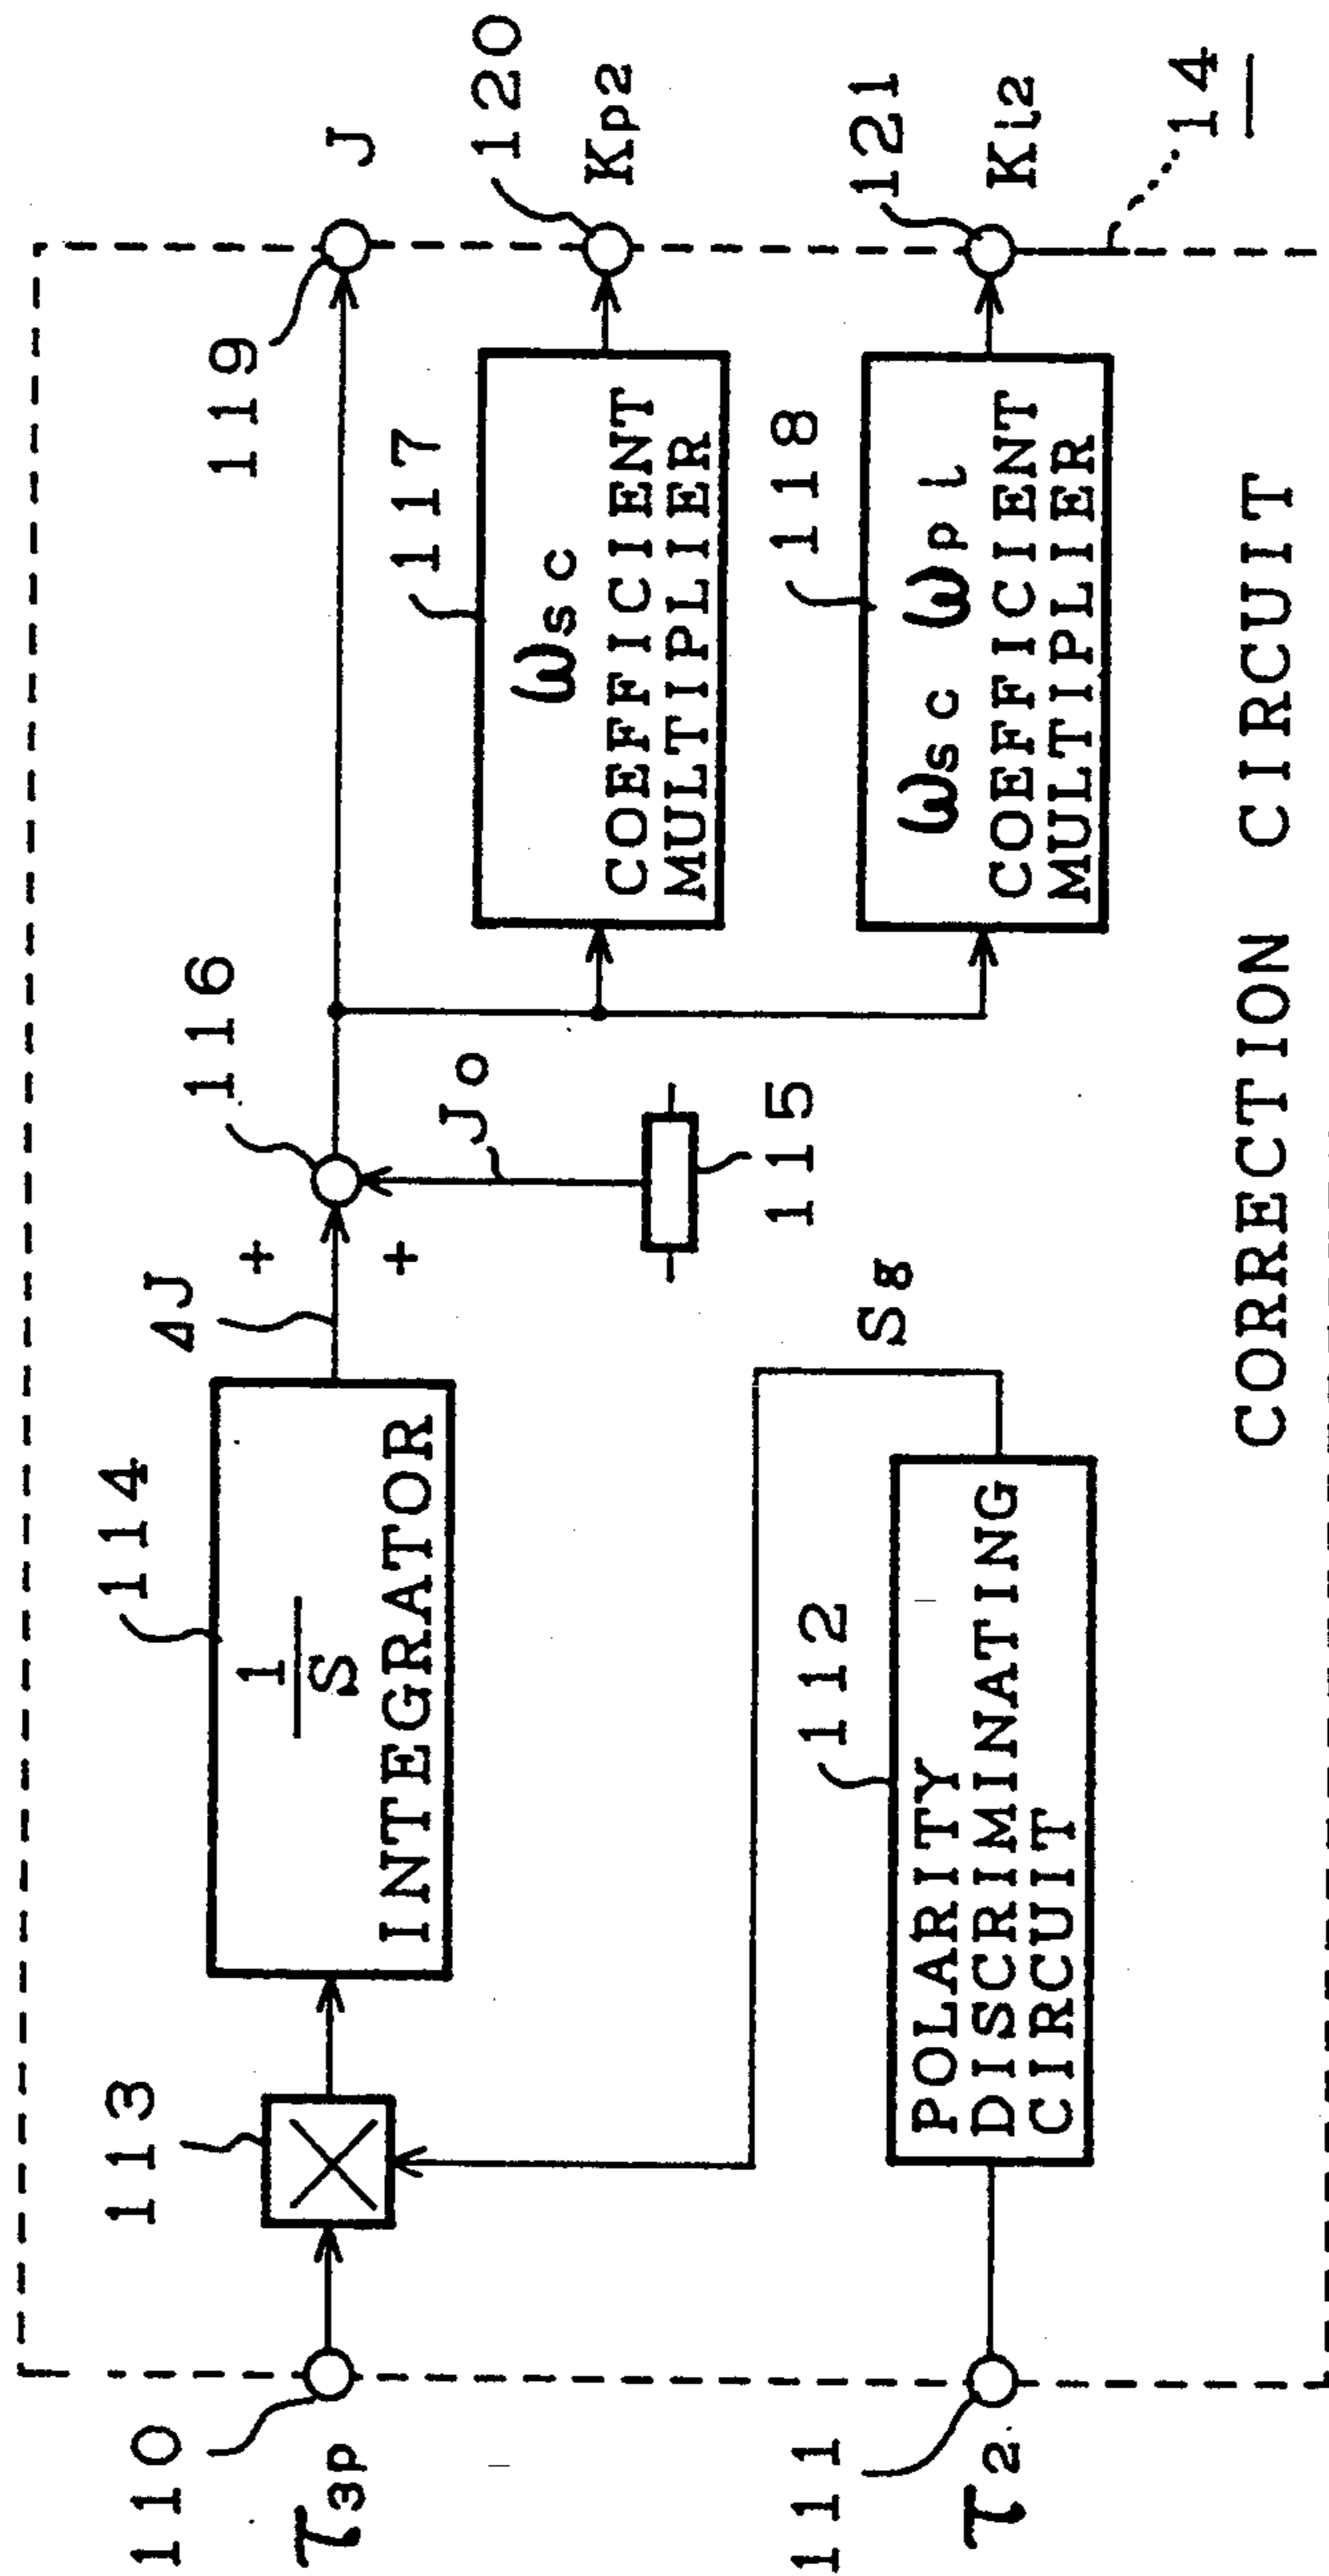 110
τ3p
113
114
1
S
INTEGRATOR
ΔJ
+
+
116
Jo
115
119
J
117
ωsc
COEFFICIENT
MULTIPLIER
120
Kp2
118
ωsc ωpi
COEFFICIENT
MULTIPLIER
121
Ki2
111
τ2
112
POLARITY
DISCRIMINATING
CIRCUIT
Sg
14
CORRECTION CIRCUIT